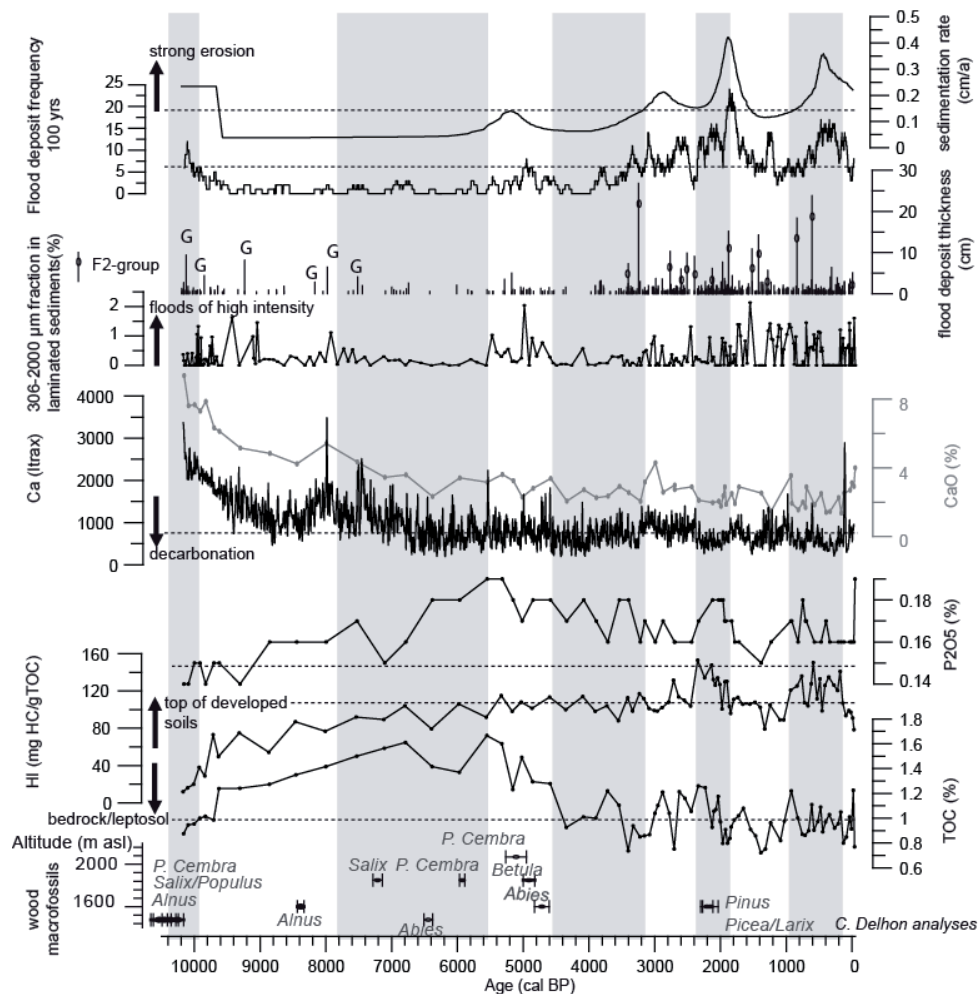 strong erosion
Flood deposit frequency
100 yrs
25
20
15
10
5
0
0.5
0.4
0.3
0.2
0.1
0
sedimentation rate
(cm/a)
30
20
10
0
flood deposit thickness
(cm)
G
G
G
G
G
G
F2-group
306-2000 µm fraction in
laminated sediments(%)
2
1
0
floods of high intensity
Ca (Itrax)
4000
3000
2000
1000
0
decarbonation
8
4
0
CaO (%)
0.18
0.16
0.14
P2O5 (%)
HI (mg HC/gTOC)
160
120
80
40
0
top of developed
soils
bedrock/leptosol
1.8
1.6
1.4
1.2
1
0.8
0.6
TOC (%)
Altitude (m asl)
2000
1600
wood
macrofossils
P. Cembra
Salix/Populus
Alnus
Alnus
Salix
P. Cembra
Abies
P. Cembra
Betula
Abies
Pinus
Picea/Larix
C. Delhon analyses
10000 9000 8000 7000 6000 5000 4000 3000 2000 1000 0
Age (cal BP)